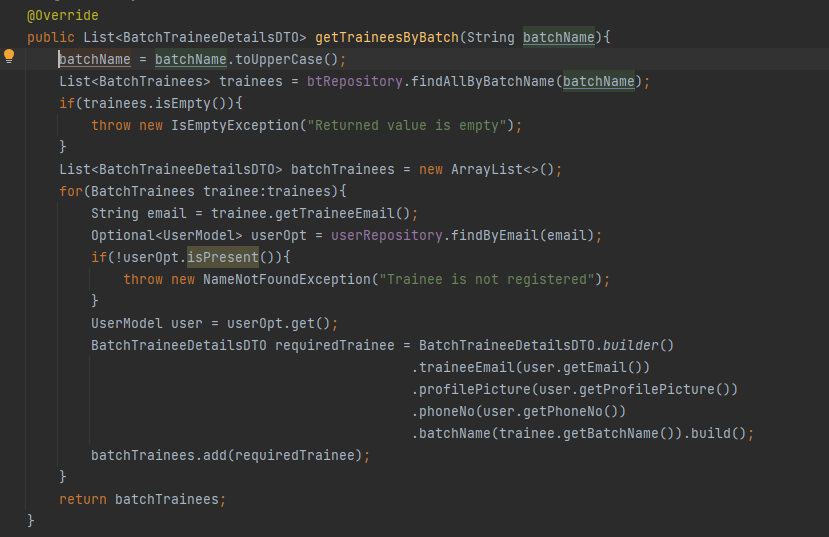 @Override
public List<BatchTraineeDetailsDTO> getTraineesByBatch(String batchName){
batchName = batchName.toUpperCase();
List<BatchTrainees> trainees = btRepository.findAllByBatchName(batchName);
if(trainees.isEmpty()){
throw new IsEmptyException("Returned value is empty");
}
List<BatchTraineeDetailsDTO> batchTrainees = new ArrayList<>();
for(BatchTrainees trainee:trainees){
String email = trainee.getTraineeEmail();
Optional<UserModel> userOpt = userRepository.findByEmail(email);
if(!userOpt.isPresent()){
throw new NameNotFoundException("Trainee is not registered");
}
UserModel user = userOpt.get();
BatchTraineeDetailsDTO requiredTrainee = BatchTraineeDetailsDTO.builder()
.traineeEmail(user.getEmail())
.profilePicture(user.getProfilePicture())
.phoneNo(user.getPhoneNo())
.batchName(trainee.getBatchName()).build();
batchTrainees.add(requiredTrainee);
}
return batchTrainees;
}